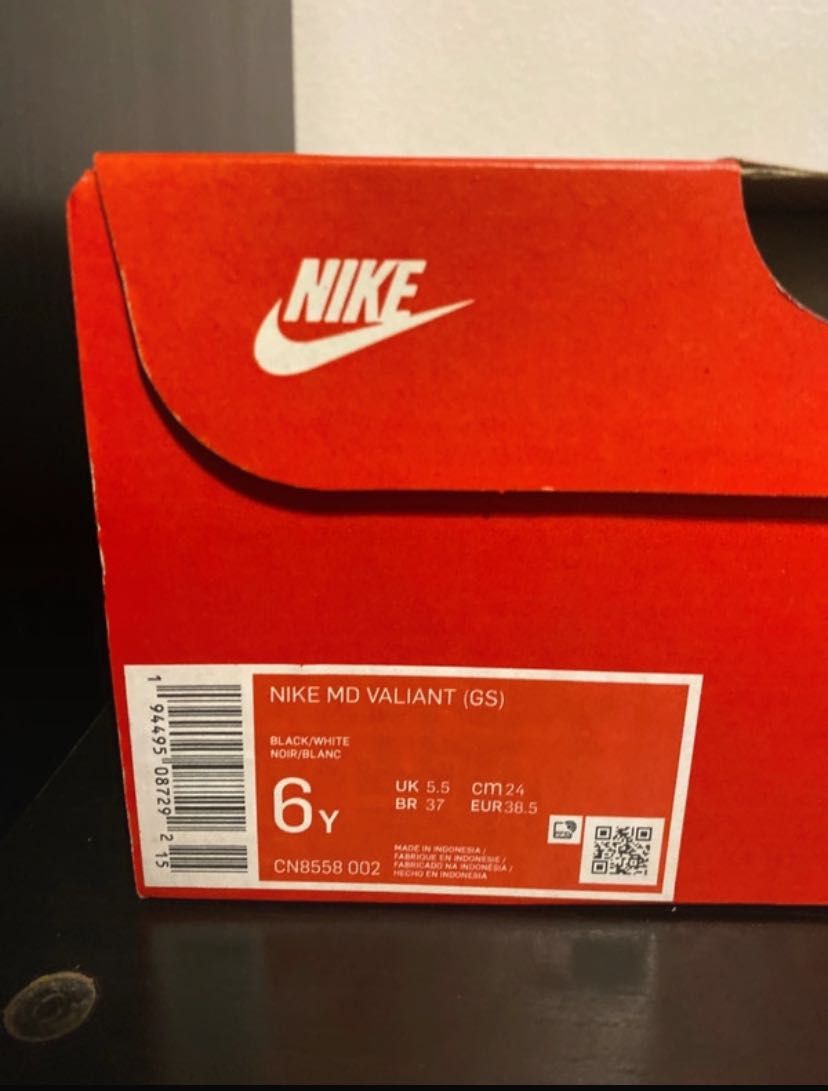 NIKE
NIKE MD VALIANT (GS)
BLACK/WHITE
NOIR/BLANC
6Y
UK 5.5 cm 24
BR 37 EUR 38.5
CN8558 002
MADE IN INDONESIA /
FABRIQUE EN INDONESIE /
FABRICADO NA INDONÉSIA /
HECHO EN INDONESIA
1 94495 08729 2 15